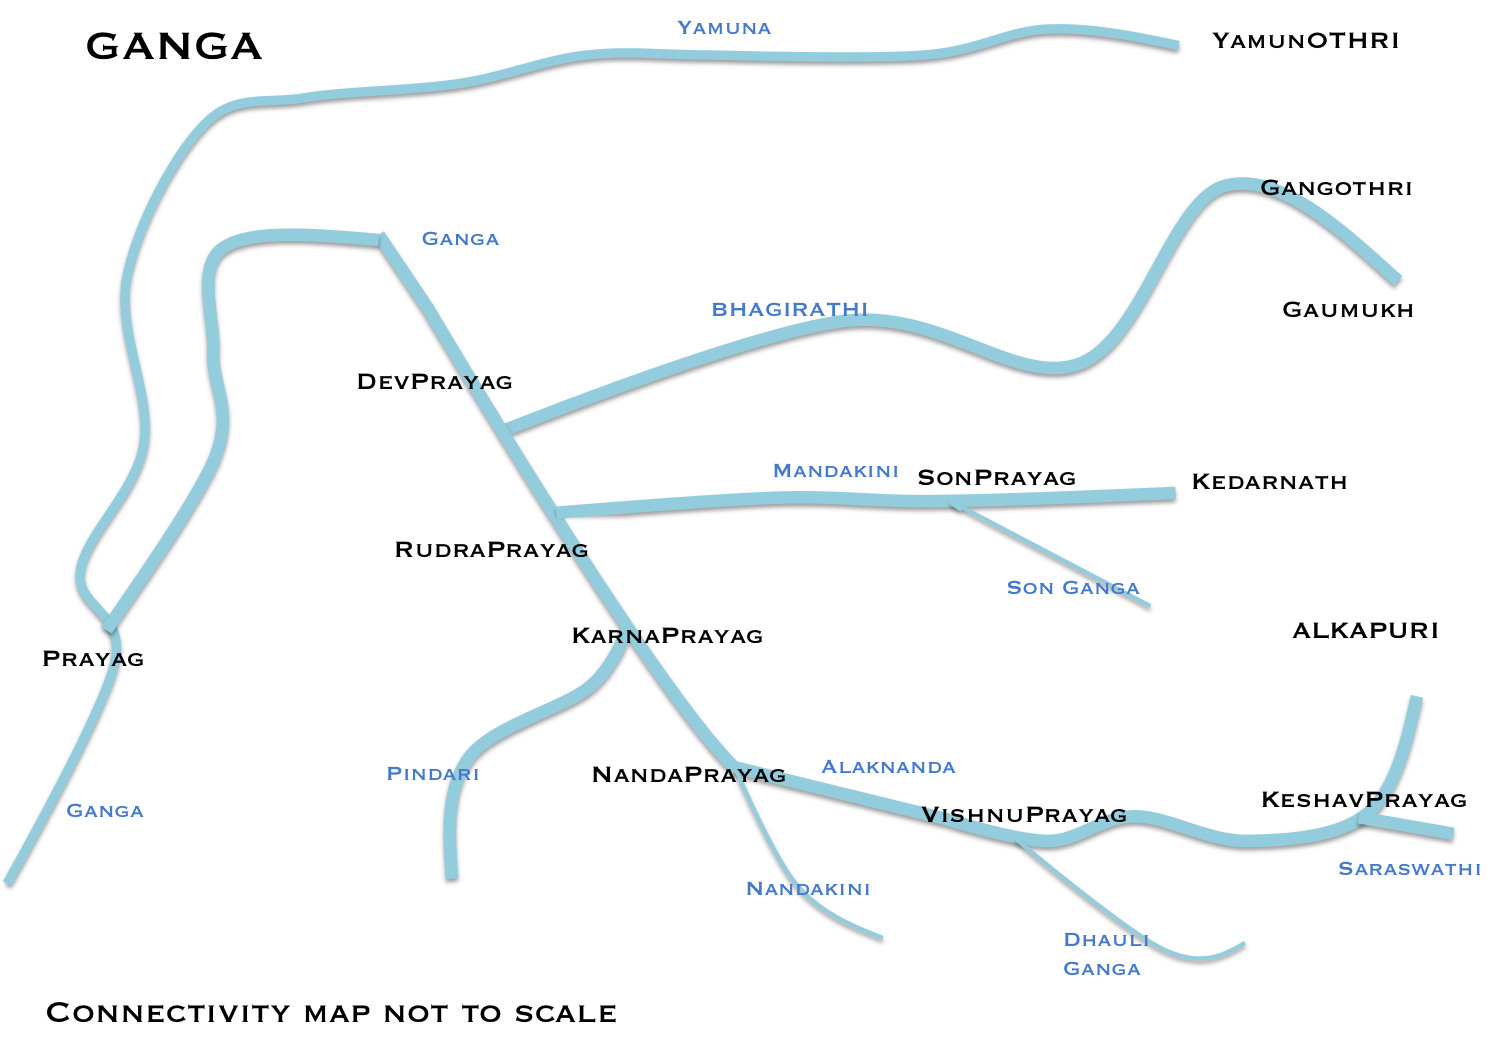 GANGA
Yamuna
YamunOTHRI
Gangothri
Ganga
BHAGIRATHI
Gaumukh
DevPrayag
Mandakini
SonPrayag
Kedarnath
RudraPrayag
Son Ganga
KarnaPrayag
ALKAPURI
Prayag
Pindari
NandaPrayag
Alaknanda
Ganga
VishnuPrayag
KeshavPrayag
Saraswathi
Nandakini
Dhauli
Ganga
Connectivity map not to scale